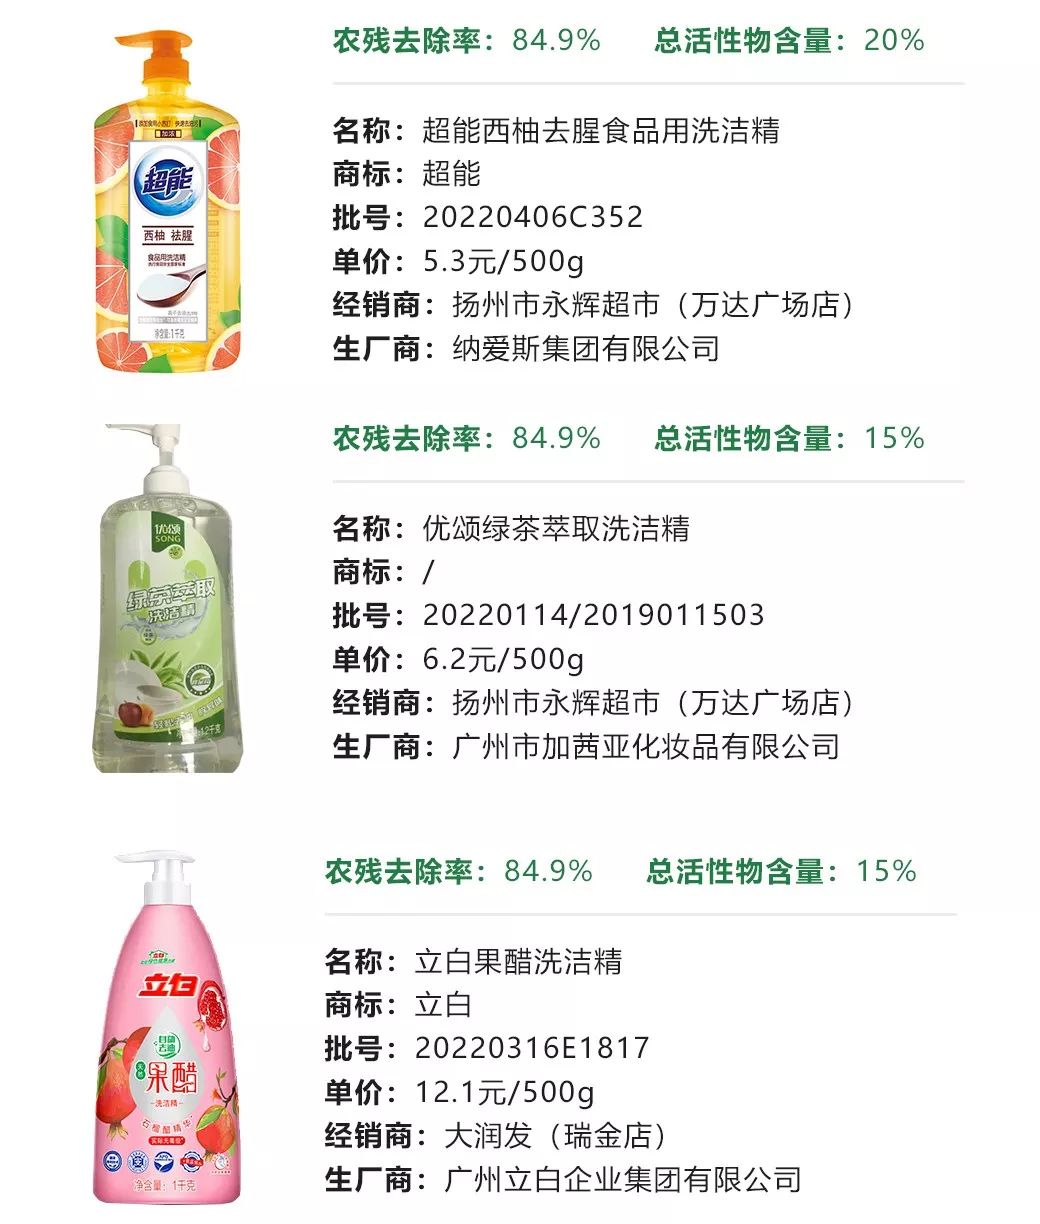 农残去除率：84.9% 总活性物含量：20%
名称：超能西柚去腥食品用洗洁精
商标：超能
批号：20220406C352
单价：5.3元/500g
经销商：扬州市永辉超市（万达广场店）
生厂商：纳爱斯集团有限公司
加浓
超能
西柚 祛腥
食品用洗洁精
净含量:1千克
农残去除率：84.9% 总活性物含量：15%
名称：优颂绿茶萃取洗洁精
商标：/
批号：20220114/2019011503
单价：6.2元/500g
经销商：扬州市永辉超市（万达广场店）
生厂商：广州市加茜亚化妆品有限公司
优颂
SONG
绿茶萃取
洗洁精
1.2千克
农残去除率：84.9% 总活性物含量：15%
名称：立白果醋洗洁精
商标：立白
批号：20220316E1817
单价：12.1元/500g
经销商：大润发（瑞金店）
生厂商：广州立白企业集团有限公司
立白
自动
去油
天然
果醋
洗洁精
石榴醋精华
净含量：1千克